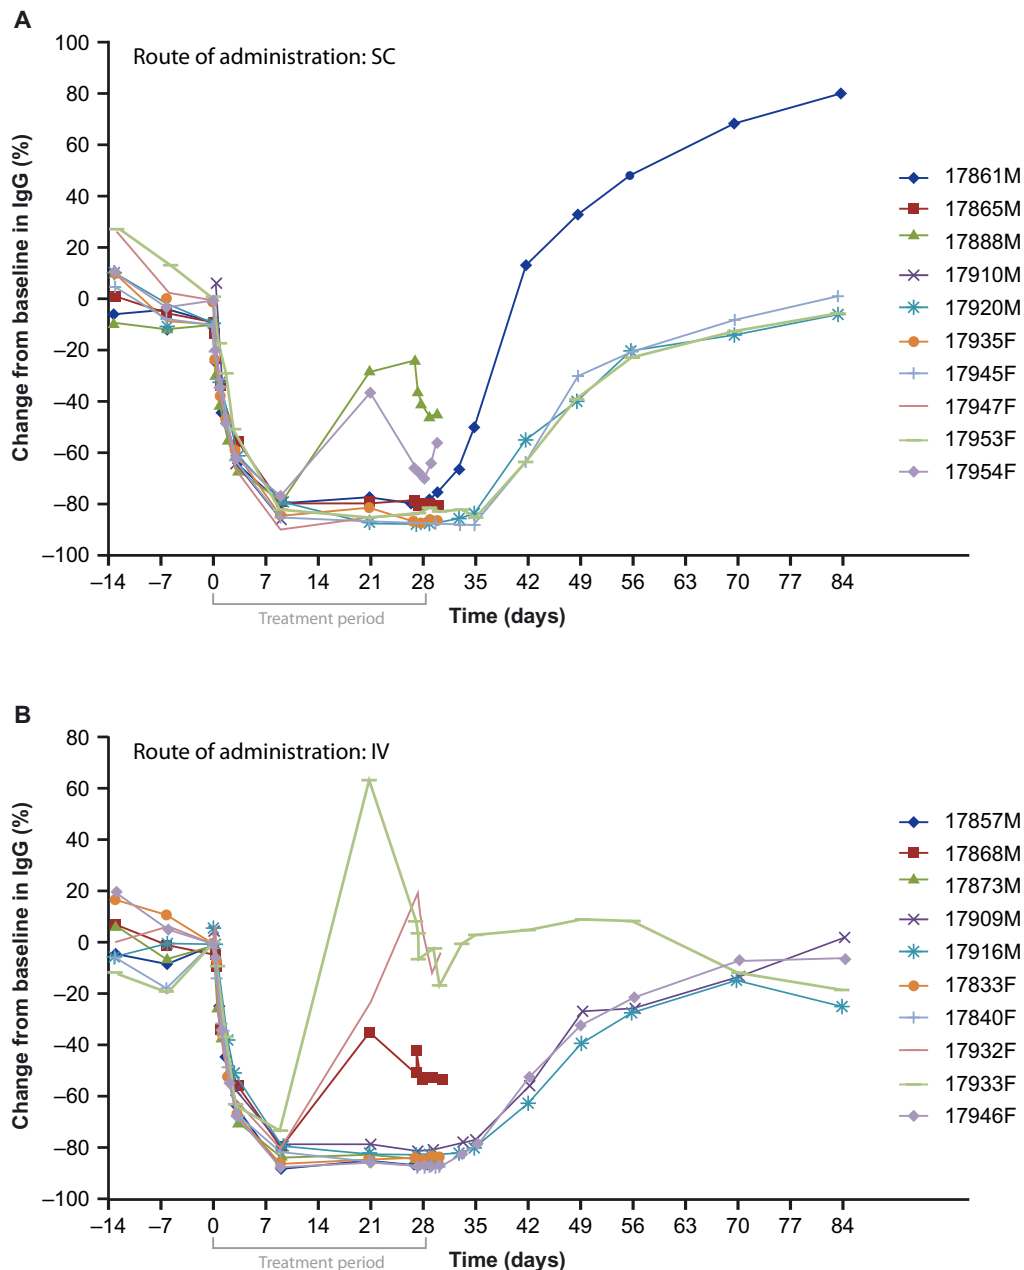 A
Route of administration: SC
Change from baseline in IgG (%)
100
80
60
40
20
0
–20
–40
–60
–80
–100
–14 –7 0 7 14 21 28 35 42 49 56 63 70 77 84
Treatment period
Time (days)
17861M
17865M
17888M
17910M
17920M
17935F
17945F
17947F
17953F
17954F
B
Route of administration: IV
Change from baseline in IgG (%)
80
60
40
20
0
–20
–40
–60
–80
–100
–14 –7 0 7 14 21 28 35 42 49 56 63 70 77 84
Treatment period
Time (days)
17857M
17868M
17873M
17909M
17916M
17833F
17840F
17932F
17933F
17946F